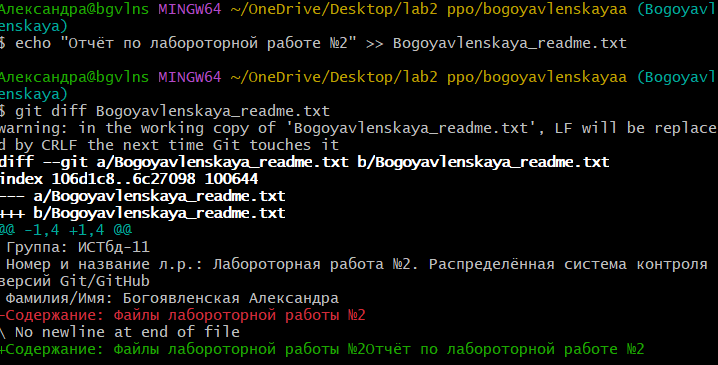 Александра@bgvlns MINGW64 ~/OneDrive/Desktop/lab2 ppo/bogoyavlenskayaa (Bogoyavl
enskaya)
$ echo "Отчёт по лабороторной работе №2" >> Bogoyavlenskaya_readme.txt
Александра@bgvlns MINGW64 ~/OneDrive/Desktop/lab2 ppo/bogoyavlenskayaa (Bogoyavl
enskaya)
$ git diff Bogoyavlenskaya_readme.txt
warning: in the working copy of 'Bogoyavlenskaya_readme.txt', LF will be replace
d by CRLF the next time Git touches it
diff --git a/Bogoyavlenskaya_readme.txt b/Bogoyavlenskaya_readme.txt
index 106d1c8..6c27098 100644
--- a/Bogoyavlenskaya_readme.txt
+++ b/Bogoyavlenskaya_readme.txt
@@ -1,4 +1,4 @@
Группа: ИСТбд-11
Номер и название л.р.: Лабороторная работа №2. Распределённая система контроля
версий Git/GitHub
Фамилия/Имя: Богоявленская Александра
-Содержание: Файлы лабороторной работы №2
\ No newline at end of file
+Содержание: Файлы лабороторной работы №2Отчёт по лабороторной работе №2